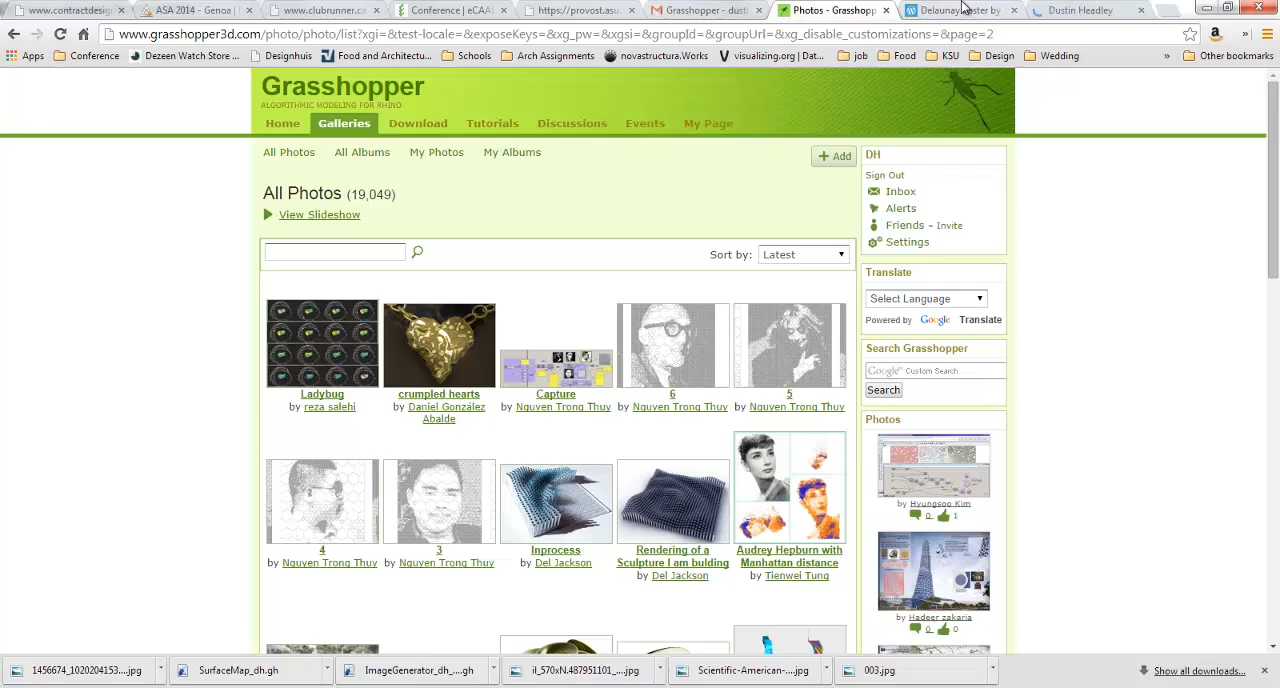 www.contractdesig
ASA 2014 - Genoa |
www.clubrunner.ca
Conference | eCAA
https://provost.asu.
Grasshopper - dusti
Photos - Grasshopp
Delaunay
ster by
Dustin Headley
www.grasshopper3d.com/photo/photo/list?xgi=&test-locale=&exposeKeys=&xg_pw=&xgsi=&groupId=&groupUrl=&xg_disable_customizations=&page=2
Apps
Conference
Dezeen Watch Store ...
Designhuis
Food and Architectu...
Schools
Arch Assignments
novastructura.Works
visualizing.org | Dat...
job
Food
KSU
Design
Wedding
»
Other bookmarks
Grasshopper
ALGORITHMIC MODELING FOR RHINO
Home
Galleries
Download
Tutorials
Discussions
Events
My Page
All Photos
All Albums
My Photos
My Albums
+ Add
All Photos (19,049)
View Slideshow
Sort by:
Latest
Ladybug
by reza salehi
crumpled hearts
by Daniel González
Abalde
Capture
by Nguyen Trong Thuy
6
by Nguyen Trong Thuy
5
by Nguyen Trong Thuy
4
by Nguyen Trong Thuy
3
by Nguyen Trong Thuy
Inprocess
by Del Jackson
Rendering of a
Sculpture I am bulding
by Del Jackson
Audrey Hepburn with
Manhattan distance
by Tienwei Tung
DH
Sign Out
Inbox
Alerts
Friends - Invite
Settings
Translate
Select Language
Powered by Google Translate
Search Grasshopper
Google™ Custom Search
Search
Photos
by Hyungsoo Kim
0
1
by Hadeer zakaria
0
0
1456674_1020204153....jpg
SurfaceMap_dh.gh
ImageGenerator_dh_....gh
il_570xN.487951101_....jpg
Scientific-American-....jpg
003.jpg
Show all downloads...